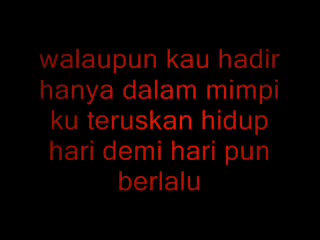 walaupun kau hadir
hanya dalam mimpi
ku teruskan hidup
hari demi hari pun
berlalu